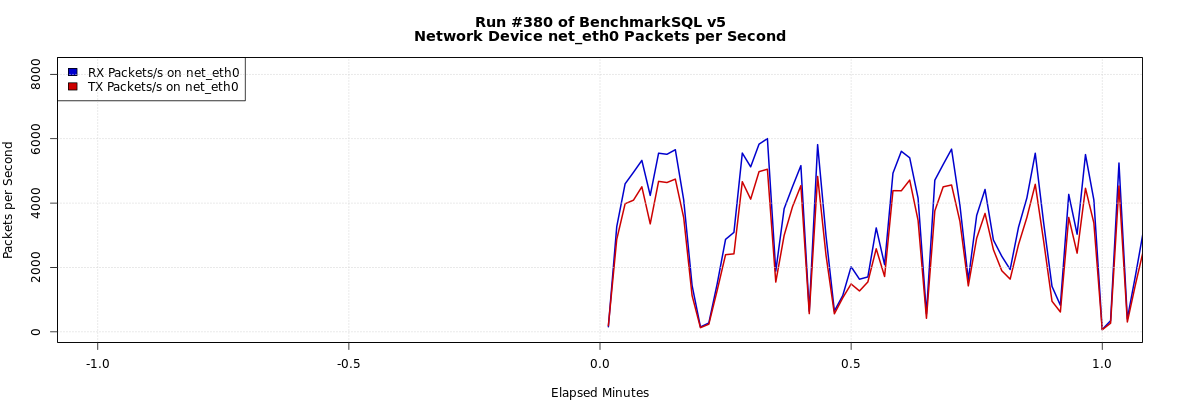 Run #380 of BenchmarkSQL v5
Network Device net_eth0 Packets per Second
RX Packets/s on net_eth0
TX Packets/s on net_eth0
Packets per Second
8000
6000
4000
2000
0
-1.0
-0.5
0.0
0.5
1.0
Elapsed Minutes